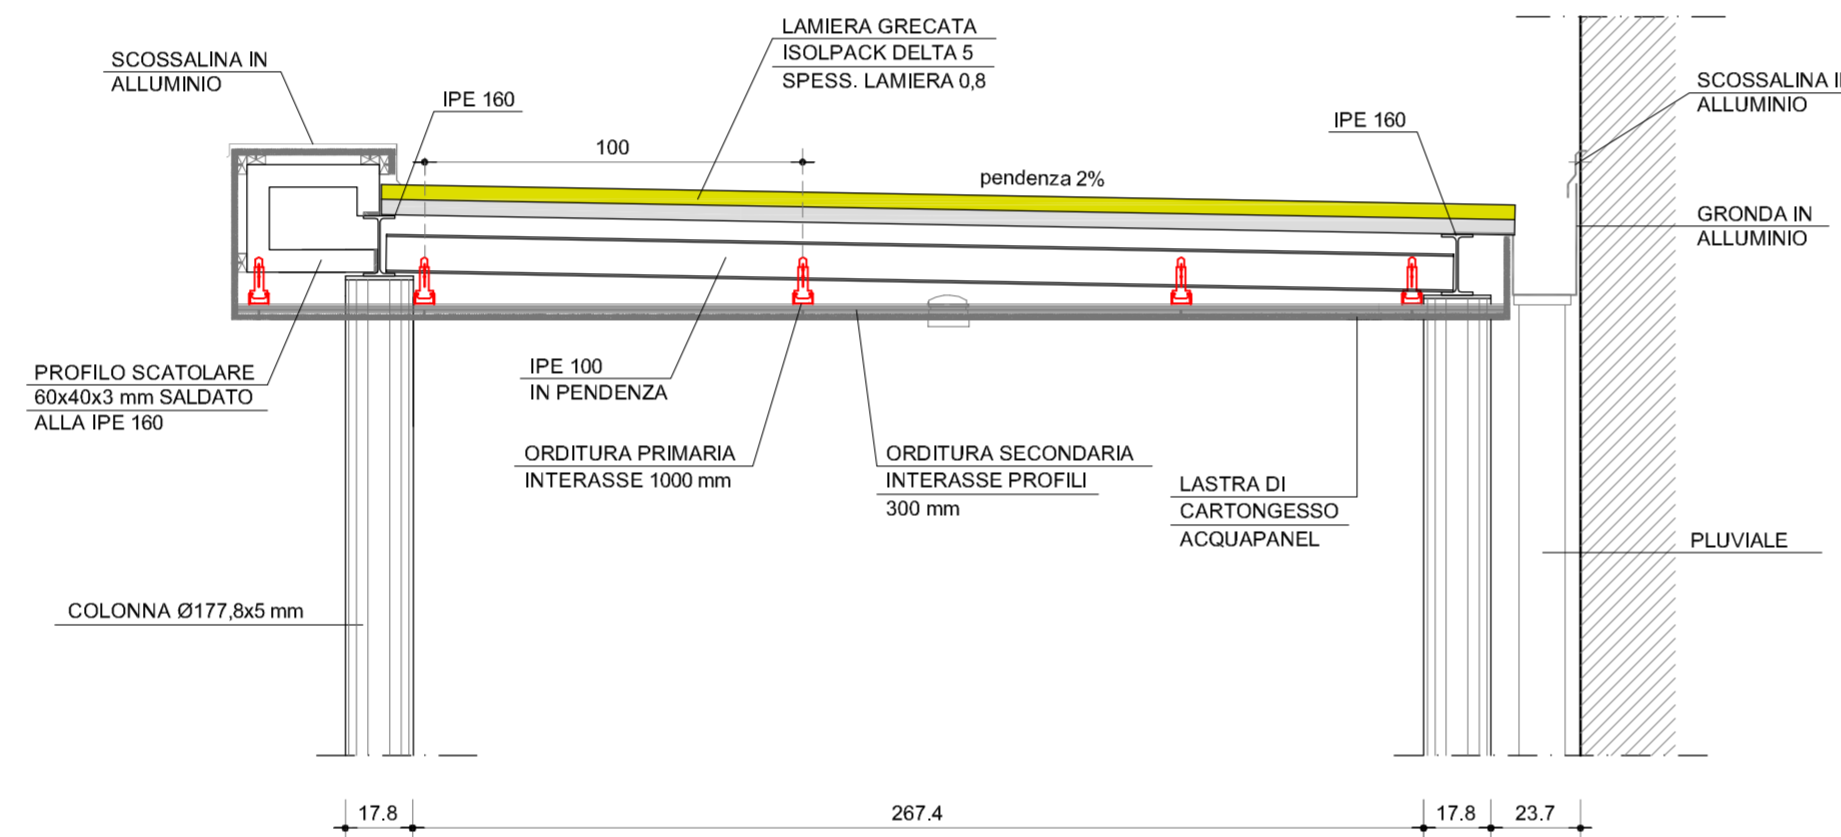 LAMIERA GRECATA
ISOLPACK DELTA 5
SPESS. LAMIERA 0,8
SCOSSALINA IN
ALLUMINIO
IPE 160
100
pendenza 2%
IPE 160
SCOSSALINA I
ALLUMINIO
GRONDA IN
ALLUMINIO
PROFILO SCATOLARE
60x40x3 mm SALDATO
ALLA IPE 160
IPE 100
IN PENDENZA
ORDITURA PRIMARIA
INTERASSE 1000 mm
ORDITURA SECONDARIA
INTERASSE PROFILI
300 mm
LASTRA DI
CARTONGESSO
ACQUAPANEL
PLUVIALE
COLONNA Ø177,8x5 mm
17.8
267.4
17.8
23.7